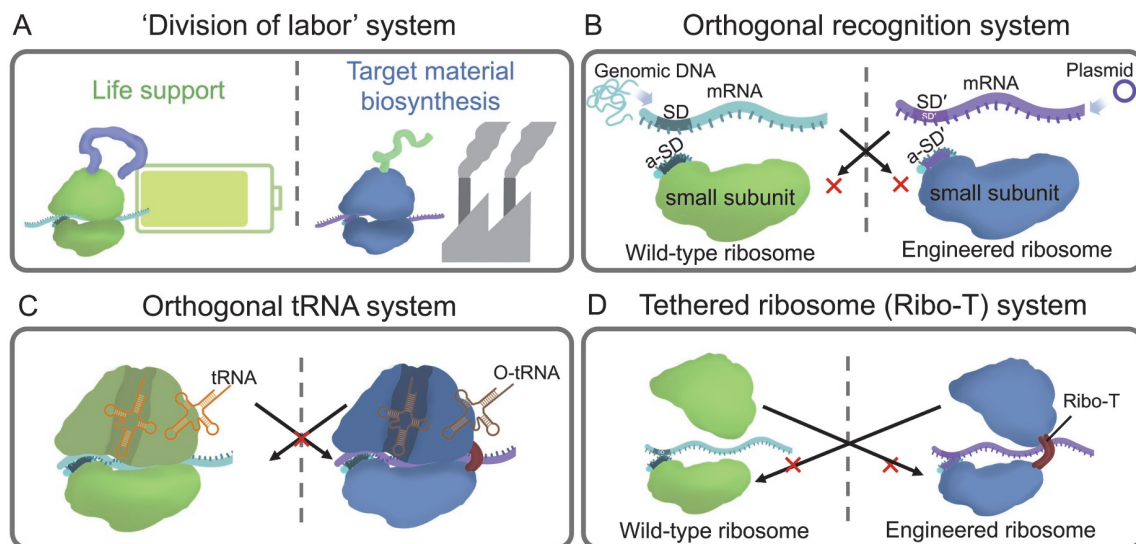 A
'Division of labor' system
Life support
Target material
biosynthesis
B
Orthogonal recognition system
Genomic DNA
mRNA
SD
a-SD
small subunit
Wild-type ribosome
mRNA
Plasmid
SD′
SD′
a-SD′
small subunit
Engineered ribosome
C
Orthogonal tRNA system
tRNA
O-tRNA
D
Tethered ribosome (Ribo-T) system
Ribo-T
Wild-type ribosome
Engineered ribosome